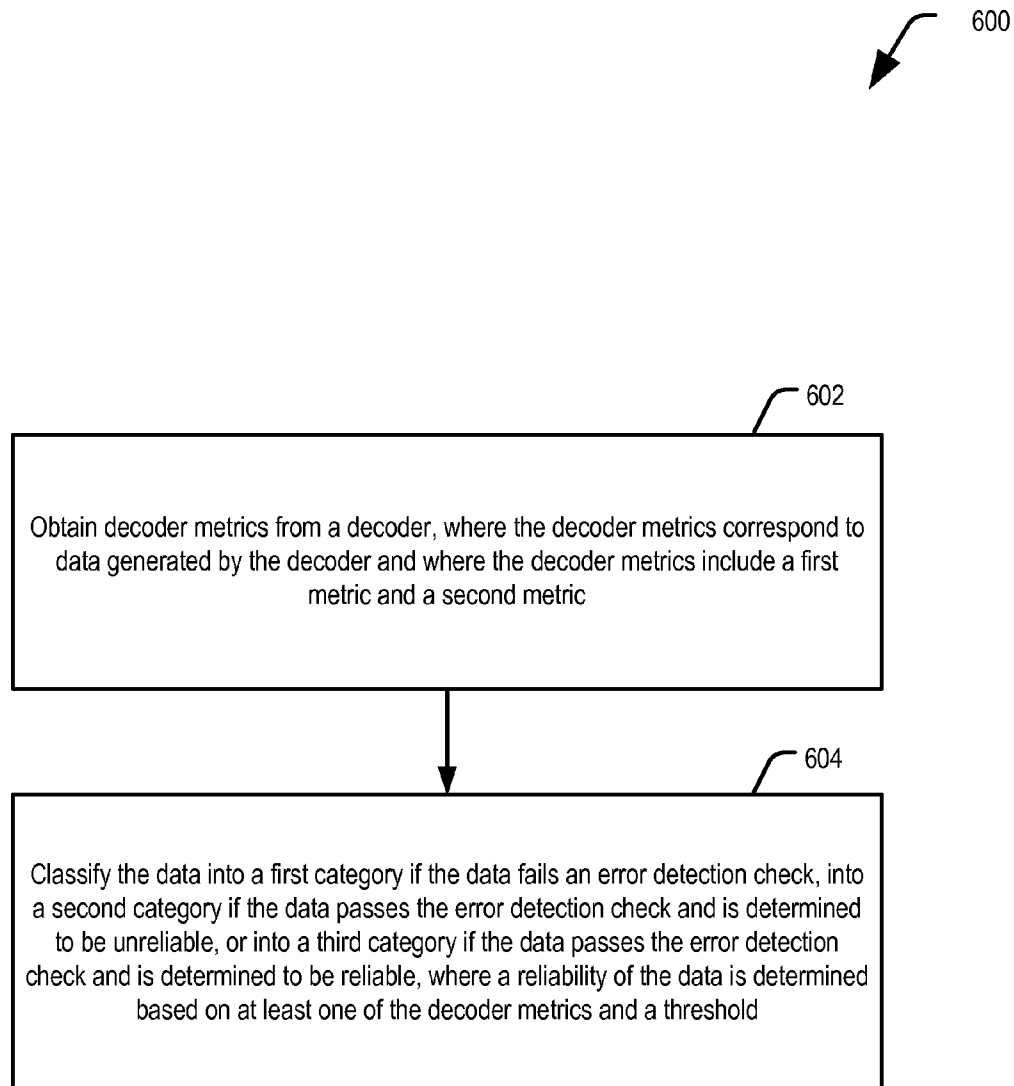 600
602
Obtain decoder metrics from a decoder, where the decoder metrics correspond to
data generated by the decoder and where the decoder metrics include a first
metric and a second metric
604
Classify the data into a first category if the data fails an error detection check, into
a second category if the data passes the error detection check and is determined
to be unreliable, or into a third category if the data passes the error detection
check and is determined to be reliable, where a reliability of the data is determined
based on at least one of the decoder metrics and a threshold